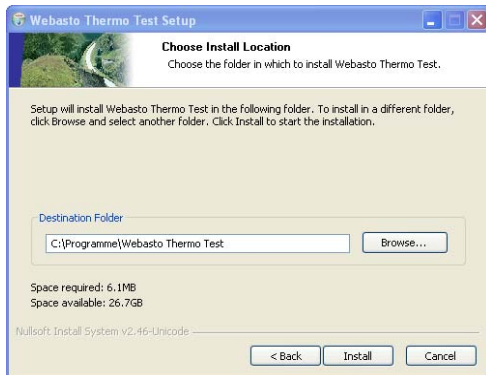 Webasto Thermo Test Setup
Choose Install Location
Choose the folder in which to install Webasto Thermo Test.
Setup will install Webasto Thermo Test in the following folder. To install in a different folder,
click Browse and select another folder. Click Install to start the installation.
Destination Folder
C:\Programme\Webasto Thermo Test
Browse...
Space required: 6.1MB
Space available: 26.7GB
Nullsoft Install System v2.46-Unicode
< Back
Install
Cancel